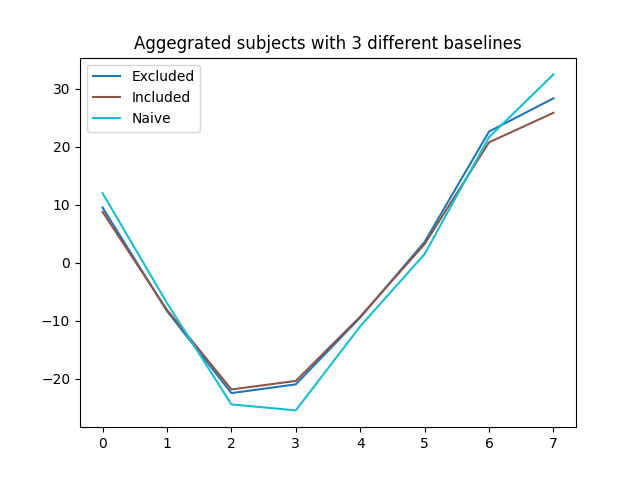 Aggegrated subjects with 3 different baselines
Excluded
Included
Naive
30
20
10
0
−10
−20
0 1 2 3 4 5 6 7